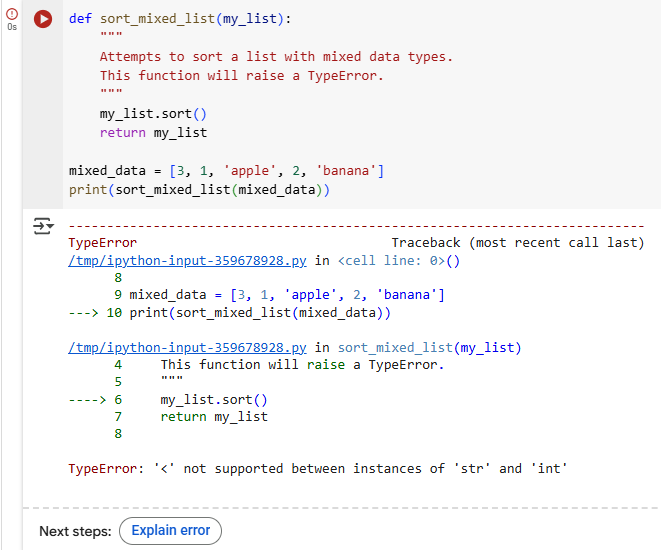 0s
def sort_mixed_list(my_list):
    """
    Attempts to sort a list with mixed data types.
    This function will raise a TypeError.
    """
    my_list.sort()
    return my_list

mixed_data = [3, 1, 'apple', 2, 'banana']
print(sort_mixed_list(mixed_data))
---------------------------------------------------------------------------
TypeError                                 Traceback (most recent call last)
/tmp/ipython-input-359678928.py in <cell line: 0>()
      8 
      9 mixed_data = [3, 1, 'apple', 2, 'banana']
---> 10 print(sort_mixed_list(mixed_data))

/tmp/ipython-input-359678928.py in sort_mixed_list(my_list)
      4     This function will raise a TypeError.
      5     """
----> 6     my_list.sort()
      7     return my_list
      8 

TypeError: '<' not supported between instances of 'str' and 'int'
Next steps: Explain error